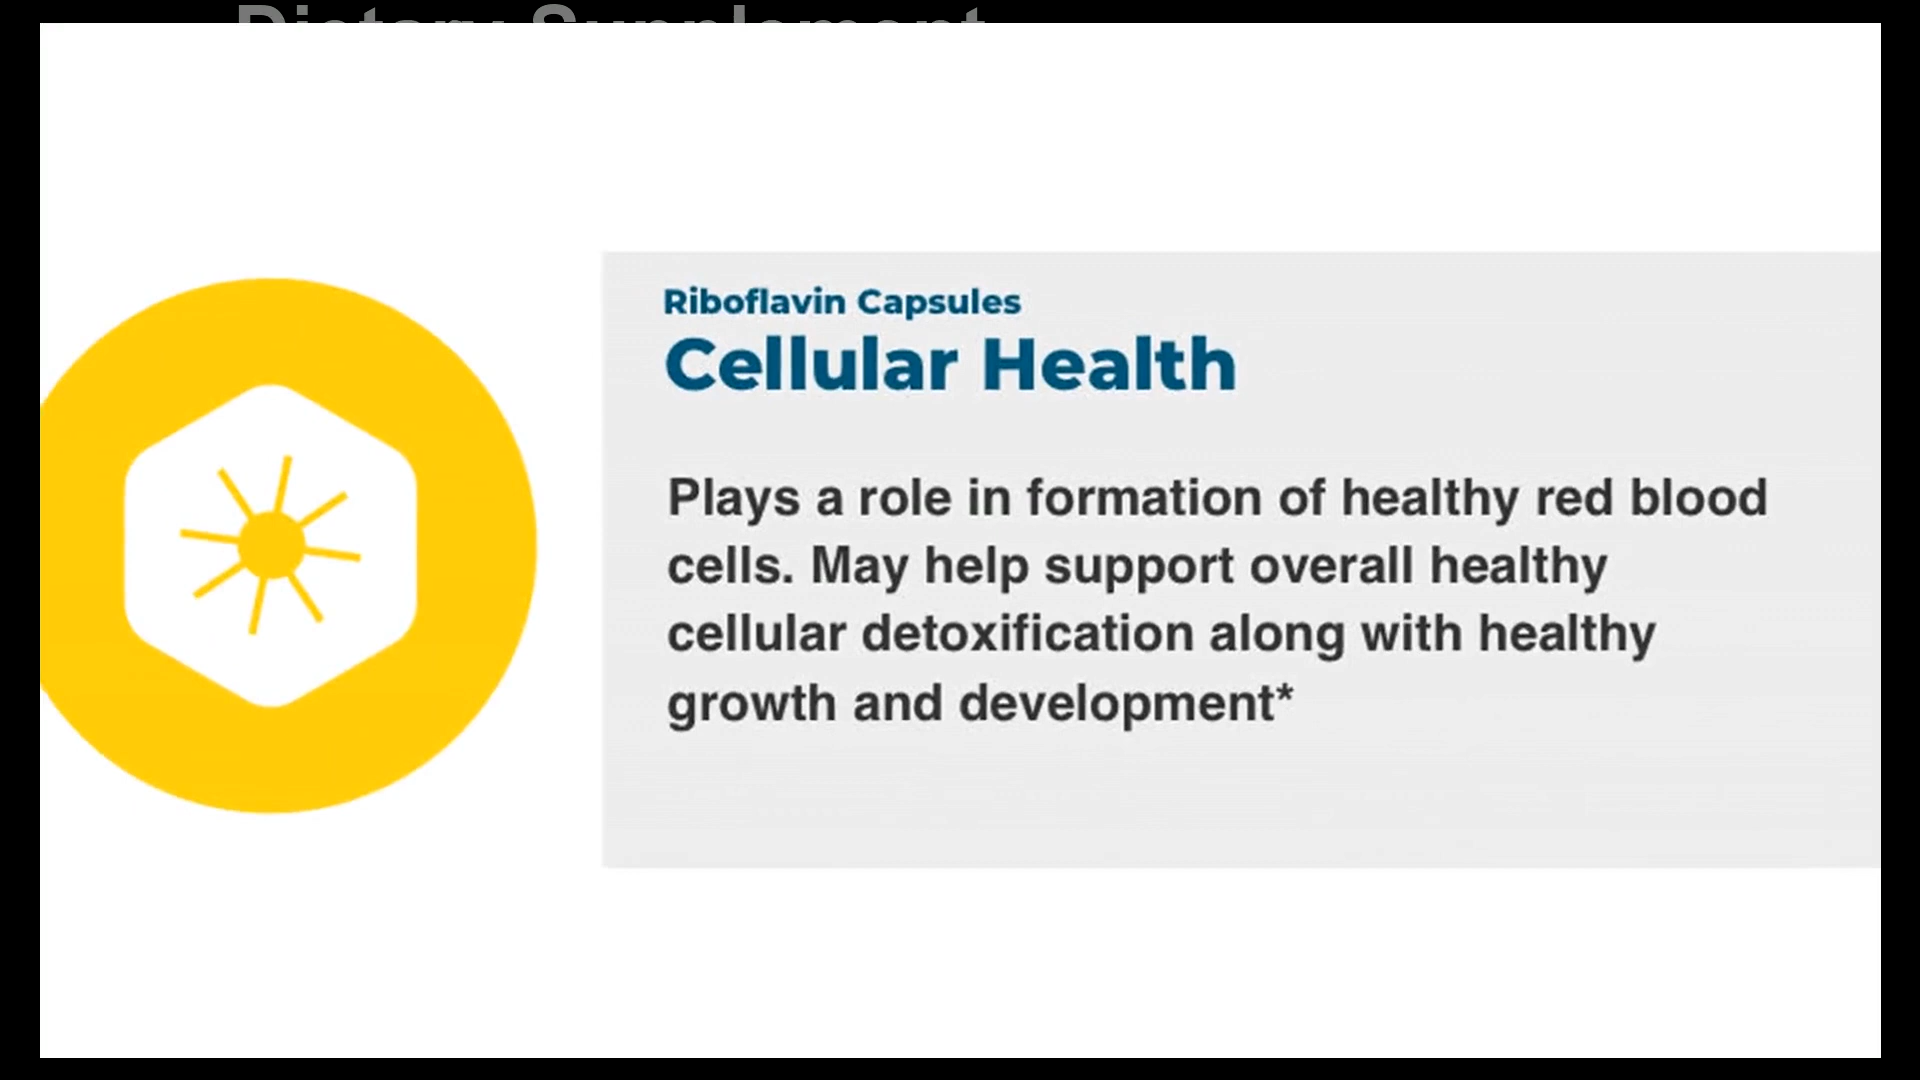 Dietary Supplement
Riboflavin Capsules
Cellular Health
Plays a role in formation of healthy red blood
cells. May help support overall healthy
cellular detoxification along with healthy
growth and development*